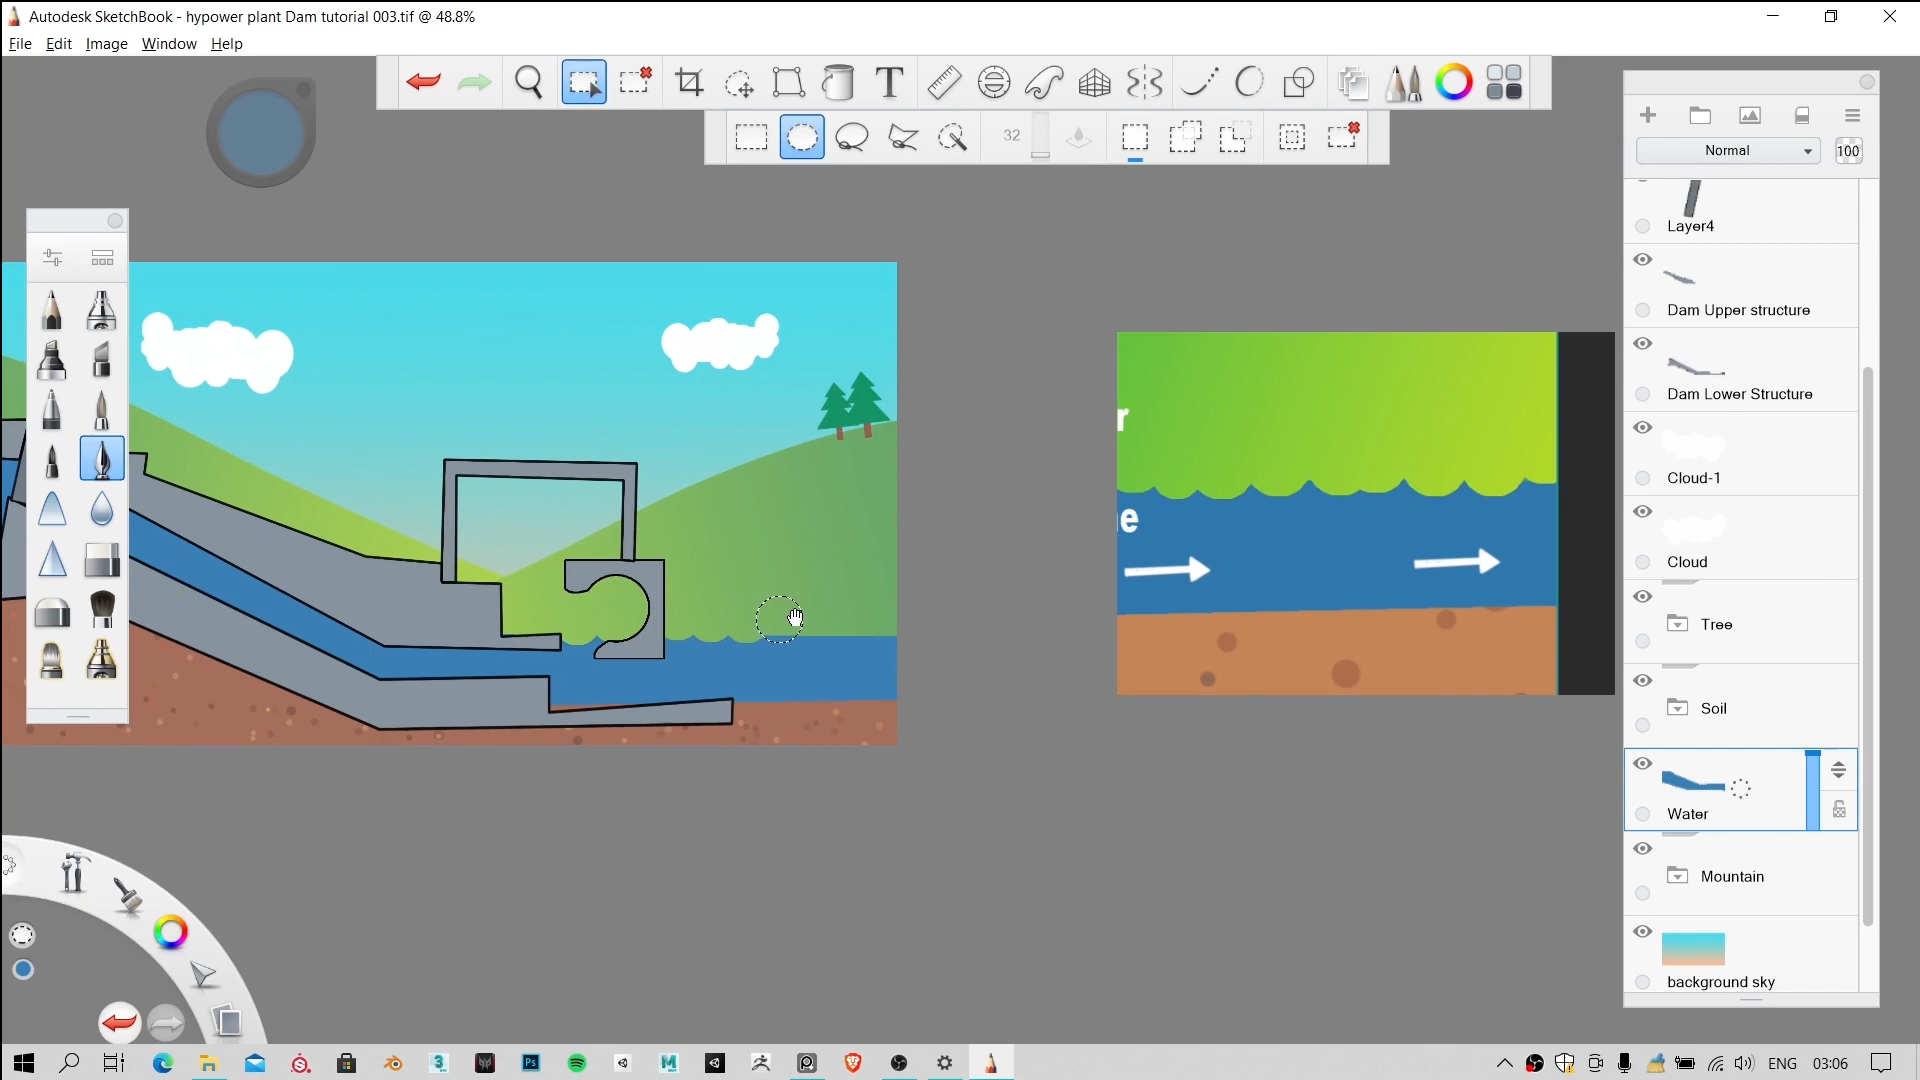 Autodesk SketchBook - hypower plant Dam tutorial 003.tif @ 48.8%
File Edit Image Window Help
T
32
Normal
100
Layer4
Dam Upper structure
Dam Lower Structure
Cloud-1
Cloud
Tree
Soil
Water
Mountain
background sky
r
e
ENG 03:06